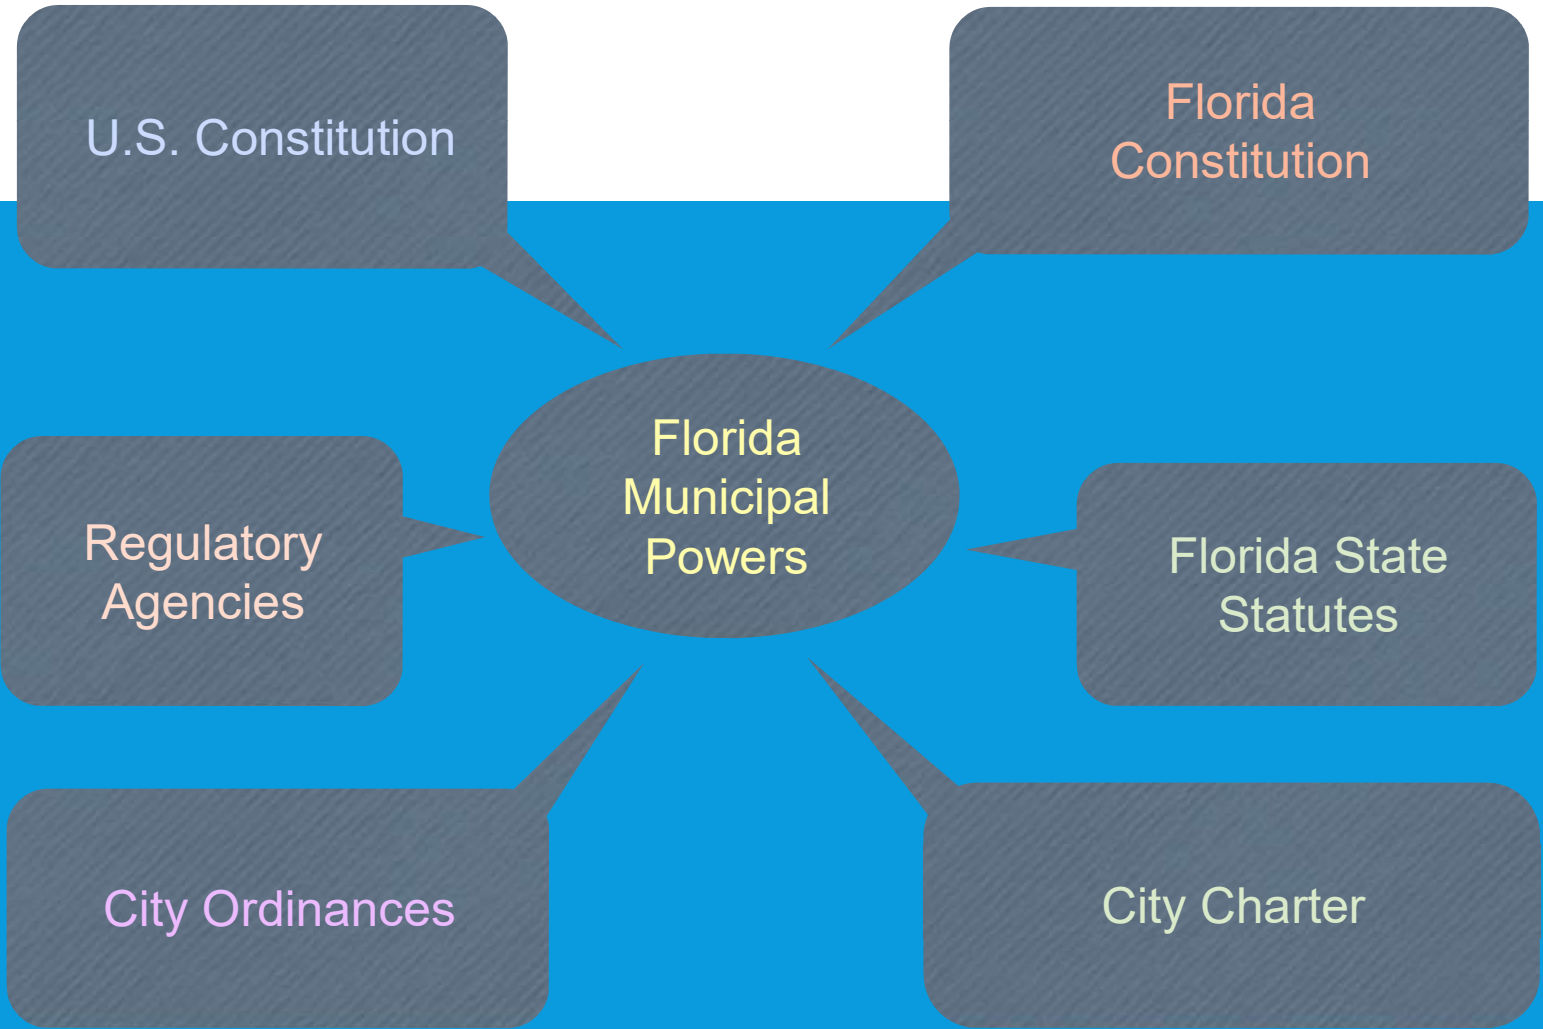 U.S. Constitution
Florida
Constitution
Florida
Municipal
Powers
Regulatory
Agencies
Florida State
Statutes
City Ordinances
City Charter